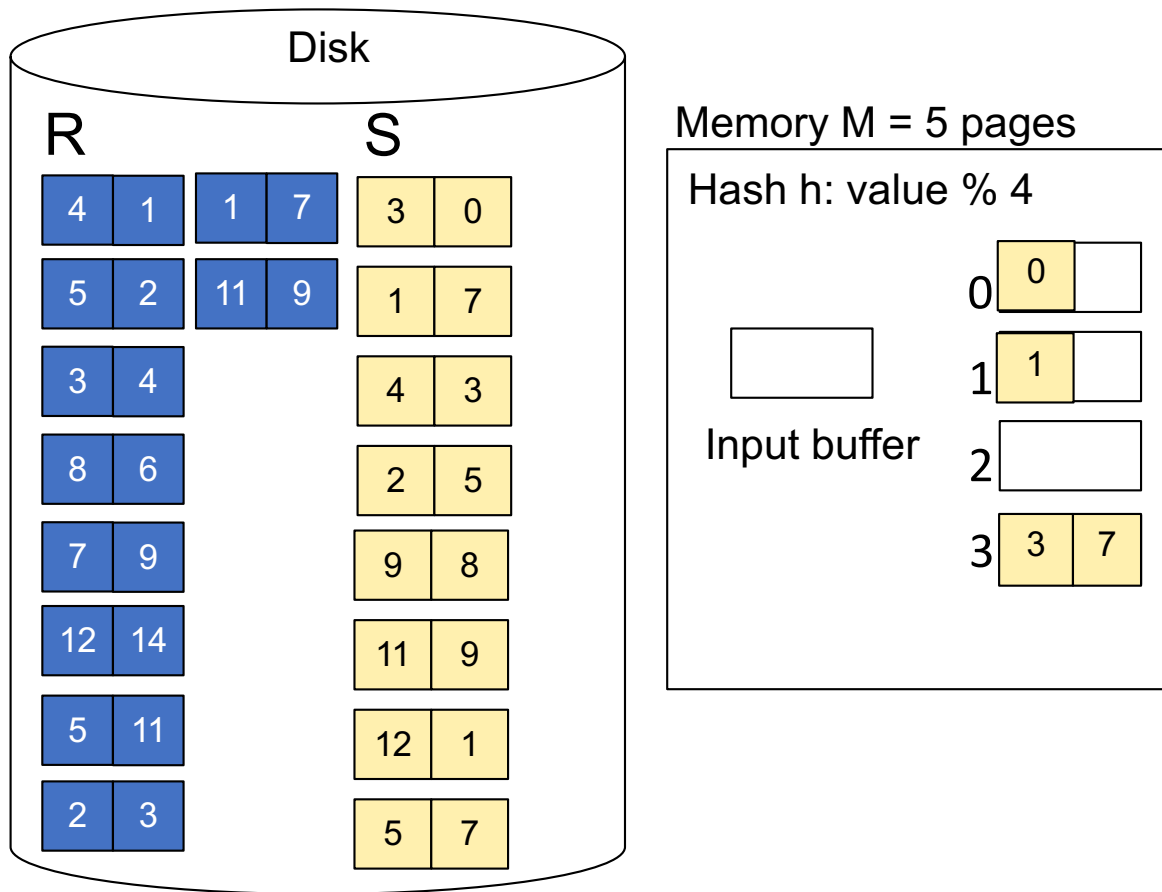 Disk
R S
4 1 1 7 3 0
5 2 11 9 1 7
3 4 4 3
8 6 2 5
7 9 9 8
12 14 11 9
5 11 12 1
2 3 5 7
Memory M = 5 pages
Hash h: value % 4
0 0
1 1
2
3 3 7
Input buffer